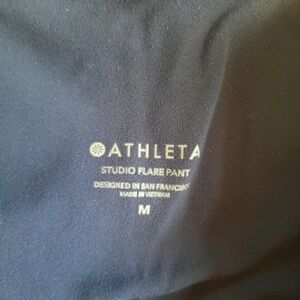 ATHLETA
STUDIO FLARE PANT
DESIGNED IN SAN FRANCISCO
MADE IN VIETNAM
M